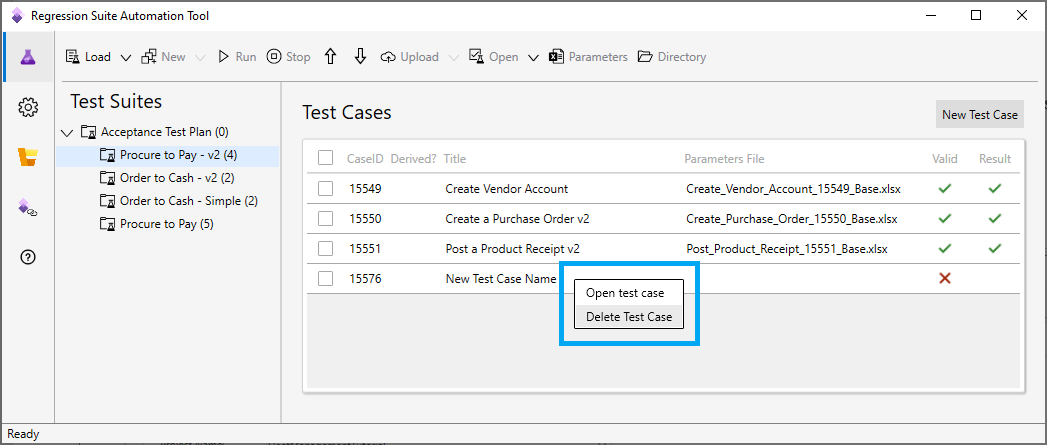 Regression Suite Automation Tool
Load New Run Stop Upload Open Parameters Directory
Test Suites
Acceptance Test Plan (0)
Procure to Pay - v2 (4)
Order to Cash - v2 (2)
Order to Cash - Simple (2)
Procure to Pay (5)
Test Cases
New Test Case
CaseID Derived? Title Parameters File Valid Result
15549 Create Vendor Account Create_Vendor_Account_15549_Base.xlsx
15550 Create a Purchase Order v2 Create_Purchase_Order_15550_Base.xlsx
15551 Post a Product Receipt v2 Post_Product_Receipt_15551_Base.xlsx
15576 New Test Case Name
Open test case
Delete Test Case
Ready